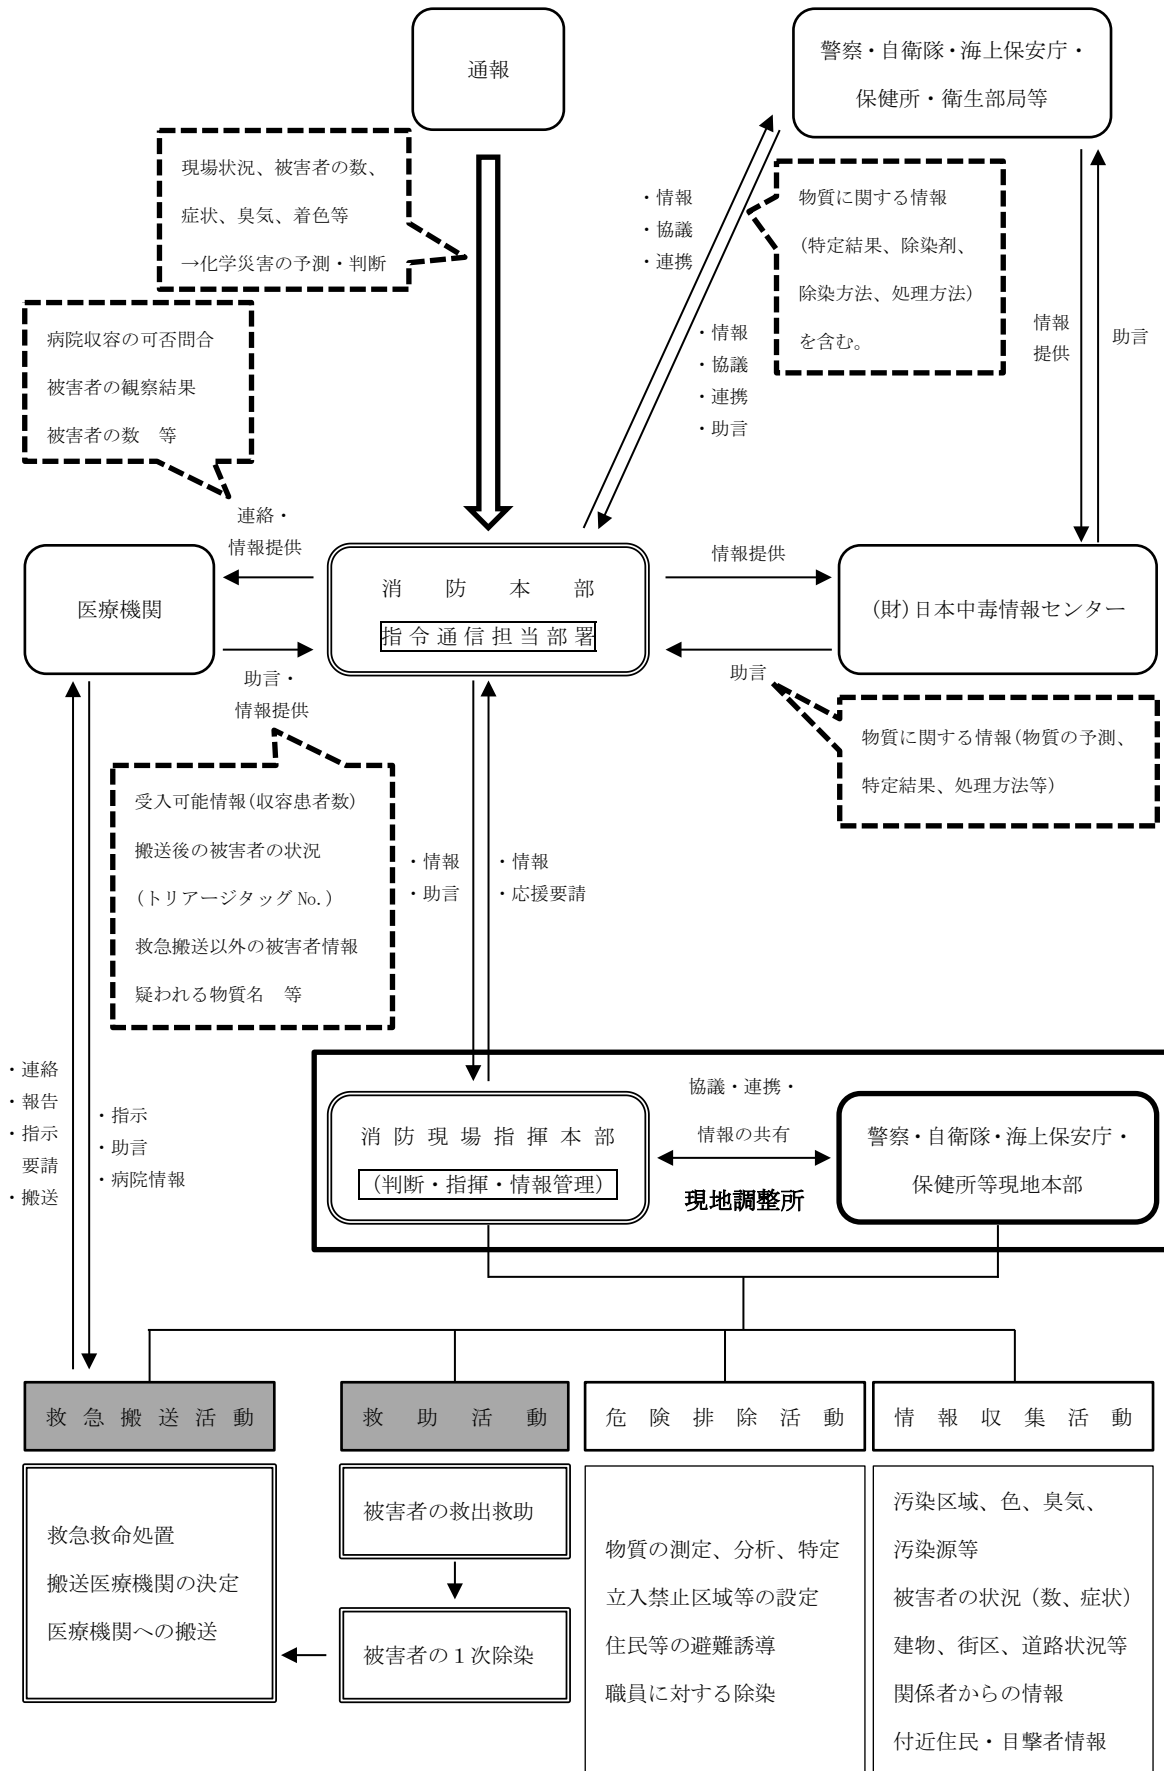 通報
警察・自衛隊・海上保安庁・
保健所・衛生部局等
現場状況、被害者の数、
症状、臭気、着色等
→化学災害の予測・判断
・情報
・協議
・連携
物質に関する情報
(特定結果、除染剤、
除染方法、処理方法)
を含む。
・情報
・協議
・連携
・助言
情報
提供
助言
病院収容の可否問合
被害者の観察結果
被害者の数　等
連絡・
情報提供
医療機関
消防本部
指令通信担当部署
情報提供
(財)日本中毒情報センター
助言・
情報提供
助言
物質に関する情報(物質の予測、
特定結果、処理方法等)
受入可能情報(収容患者数)
搬送後の被害者の状況
(トリアージタッグ No.)
救急搬送以外の被害者情報
疑われる物質名　等
・情報
・助言
・情報
・応援要請
・連絡
・報告
・指示
要請
・搬送
・指示
・助言
・病院情報
消防現場指揮本部
(判断・指揮・情報管理)
協議・連携・
情報の共有
現地調整所
警察・自衛隊・海上保安庁・
保健所等現地本部
救急搬送活動
救助活動
危険排除活動
情報収集活動
救急救命処置
搬送医療機関の決定
医療機関への搬送
被害者の救出救助
被害者の１次除染
物質の測定、分析、特定
立入禁止区域等の設定
住民等の避難誘導
職員に対する除染
汚染区域、色、臭気、
汚染源等
被害者の状況（数、症状）
建物、街区、道路状況等
関係者からの情報
付近住民・目撃者情報